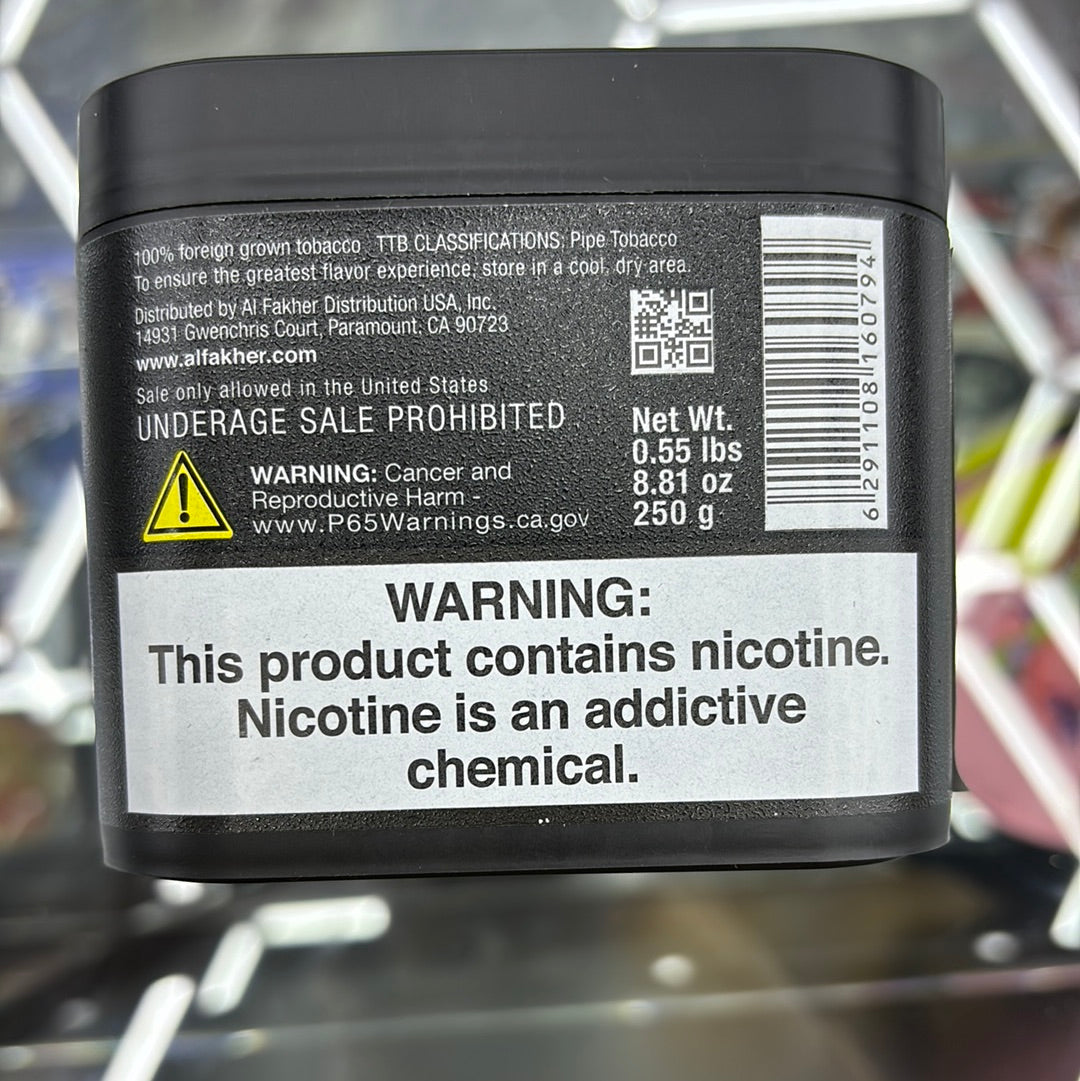 100% foreign grown tobacco TTB CLASSIFICATIONS: Pipe Tobacco
To ensure the greatest flavor experience, store in a cool, dry area.
Distributed by Al Fakher Distribution USA, Inc.
14931 Gwenchris Court, Paramount, CA 90723
www.alfakher.com
Sale only allowed in the United States
UNDERAGE SALE PROHIBITED
WARNING: Cancer and
Reproductive Harm -
www.P65Warnings.ca.gov
Net Wt.
0.55 lbs
8.81 oz
250 g
6 291108 160794
WARNING:
This product contains nicotine.
Nicotine is an addictive
chemical.